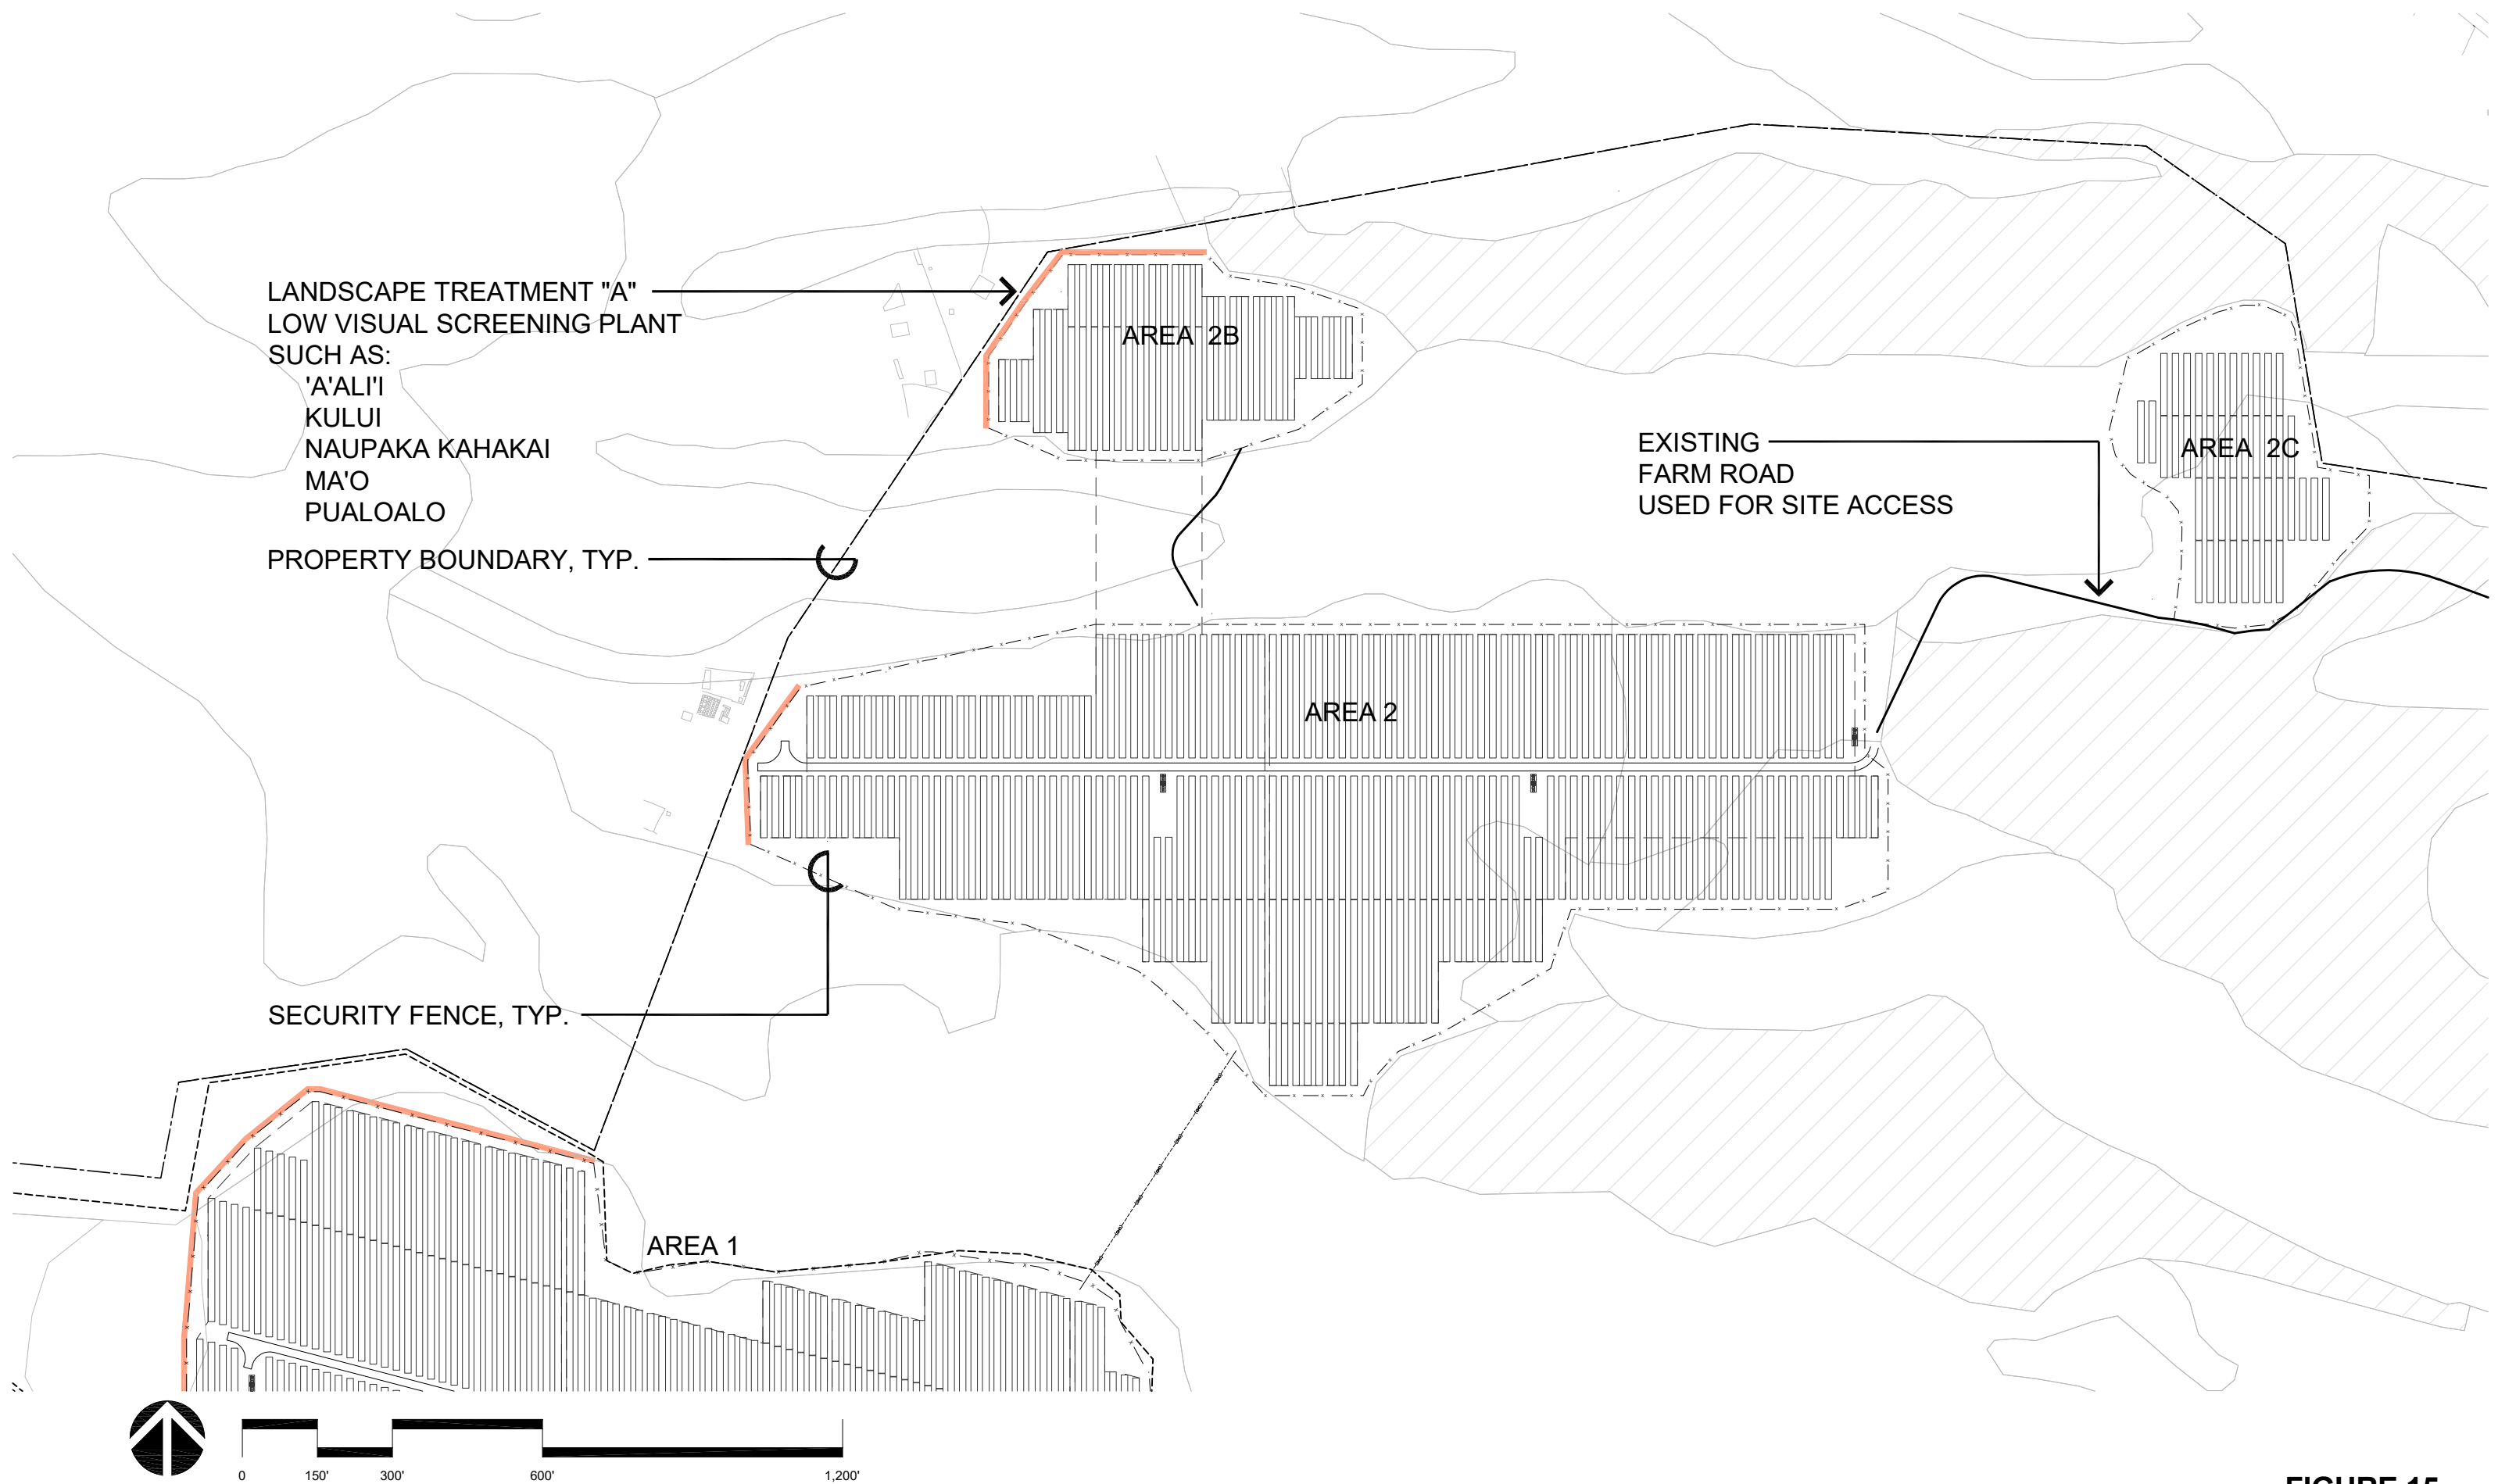 LANDSCAPE TREATMENT "A"
LOW VISUAL SCREENING PLANT
SUCH AS:
'A'ALI'I
KULUI
NAUPAKA KAHAKAI
MA'O
PUALOALO
PROPERTY BOUNDARY, TYP.
AREA 2B
EXISTING
FARM ROAD
USED FOR SITE ACCESS
AREA 2C
AREA 2
SECURITY FENCE, TYP.
AREA 1
0 150' 300' 600' 1,200'
FIGURE 15